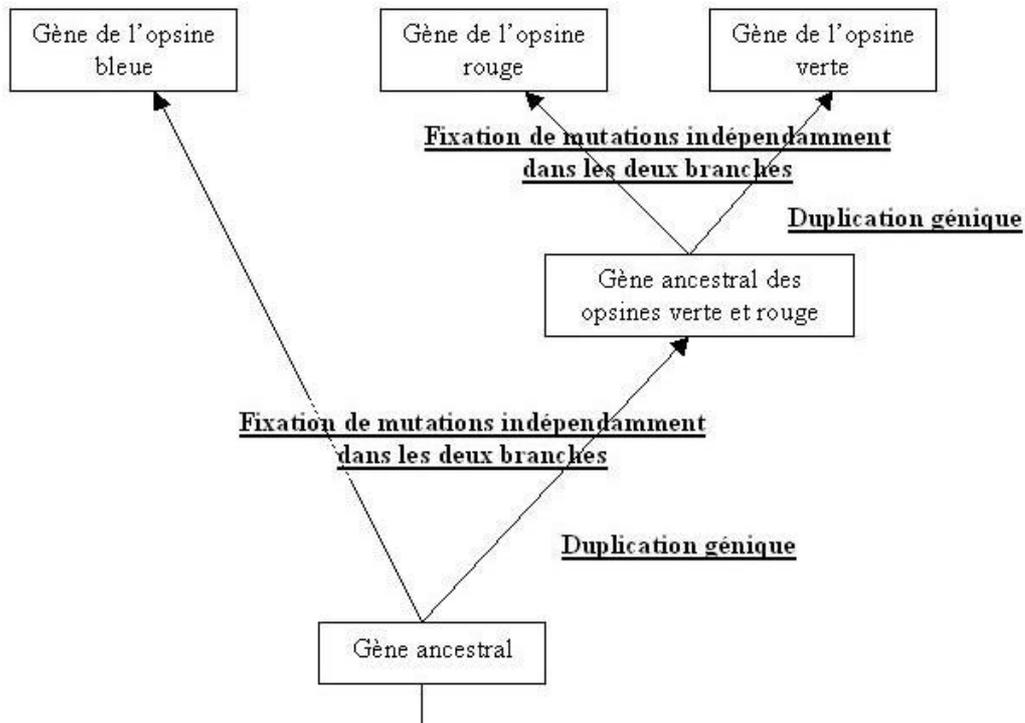 Gène de l'opsine
bleue
Gène de l'opsine
rouge
Gène de l'opsine
verte
Fixation de mutations indépendamment
dans les deux branches
Duplication génique
Gène ancestral des
opsines verte et rouge
Fixation de mutations indépendamment
dans les deux branches
Duplication génique
Gène ancestral